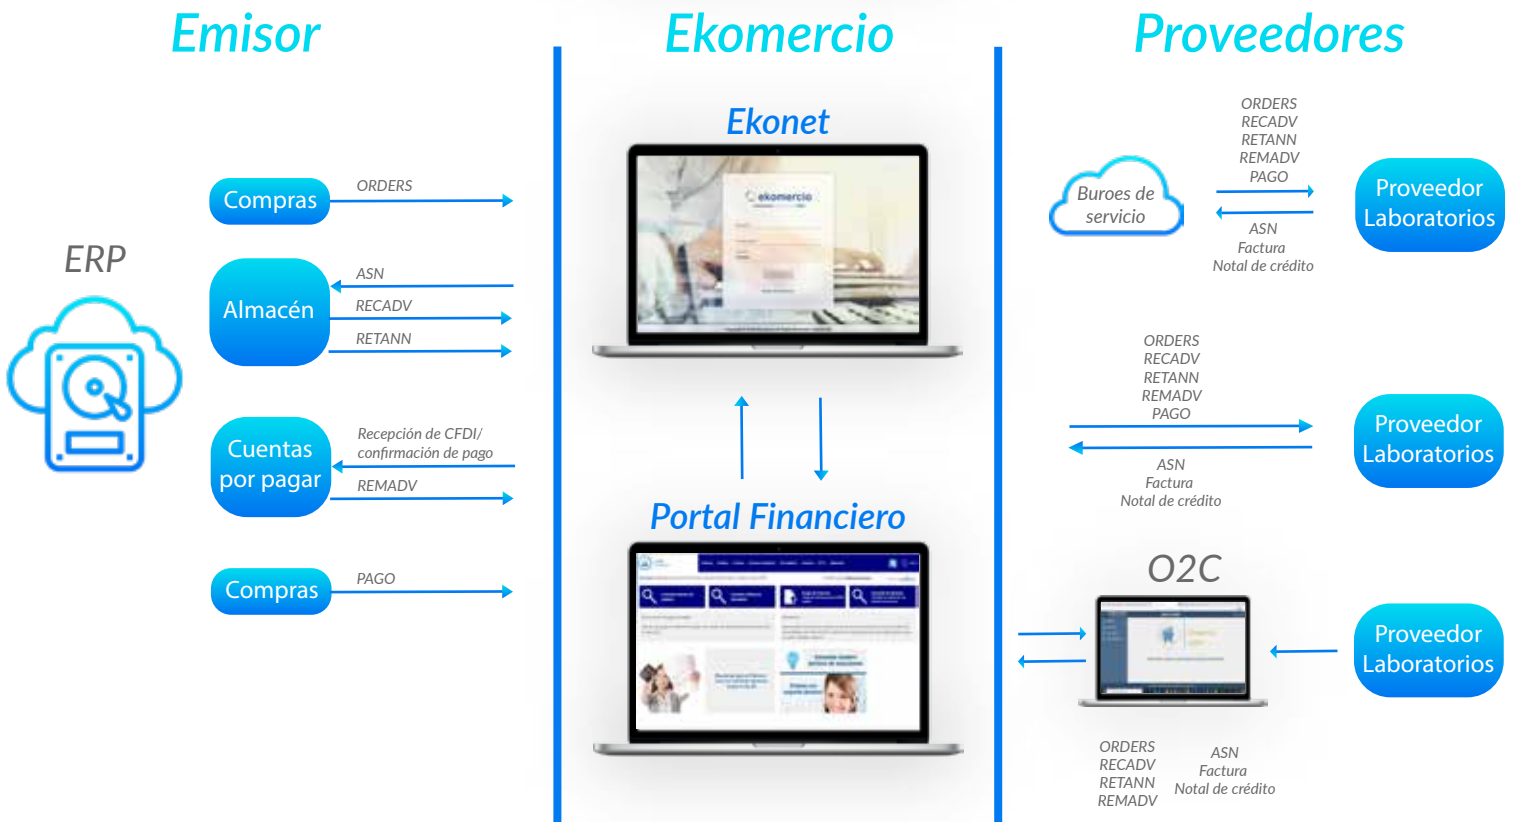 Emisor
Ekomercio
Proveedores
ERP
Compras
ORDERS
Almacén
ASN
RECADV
RETANN
Cuentas
por pagar
Recepción de CFDI/
confirmación de pago
REMADV
Compras
PAGO
Ekonet
ekomercio
Portal Financiero
Buroes de
servicio
ORDERS
RECADV
RETANN
REMADV
PAGO
ASN
Factura
Notal de crédito
Proveedor
Laboratorios
ORDERS
RECADV
RETANN
REMADV
PAGO
ASN
Factura
Notal de crédito
Proveedor
Laboratorios
O2C
Proveedor
Laboratorios
ORDERS
RECADV
RETANN
REMADV
ASN
Factura
Notal de crédito